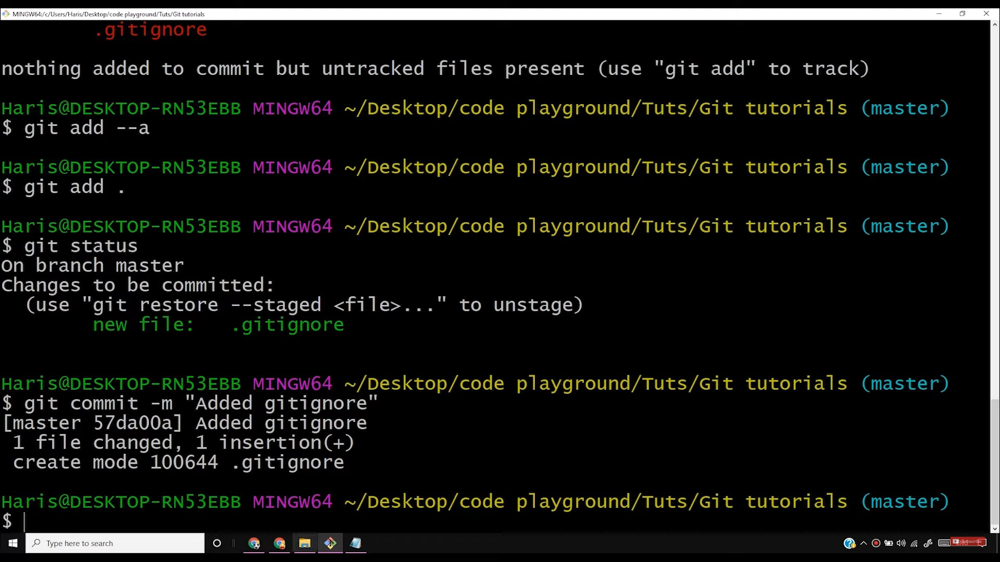 MINGW64:/c/Users/Haris/Desktop/code playground/Tuts/Git tutorials
.gitignore
nothing added to commit but untracked files present (use "git add" to track)
Haris@DESKTOP-RN53EBB MINGW64 ~/Desktop/code playground/Tuts/Git tutorials (master)
$ git add --a
Haris@DESKTOP-RN53EBB MINGW64 ~/Desktop/code playground/Tuts/Git tutorials (master)
$ git add .
Haris@DESKTOP-RN53EBB MINGW64 ~/Desktop/code playground/Tuts/Git tutorials (master)
$ git status
On branch master
Changes to be committed:
(use "git restore --staged <file>..." to unstage)
new file: .gitignore
Haris@DESKTOP-RN53EBB MINGW64 ~/Desktop/code playground/Tuts/Git tutorials (master)
$ git commit -m "Added gitignore"
[master 57da00a] Added gitignore
1 file changed, 1 insertion(+)
create mode 100644 .gitignore
Haris@DESKTOP-RN53EBB MINGW64 ~/Desktop/code playground/Tuts/Git tutorials (master)
$
Type here to search
Subscribe